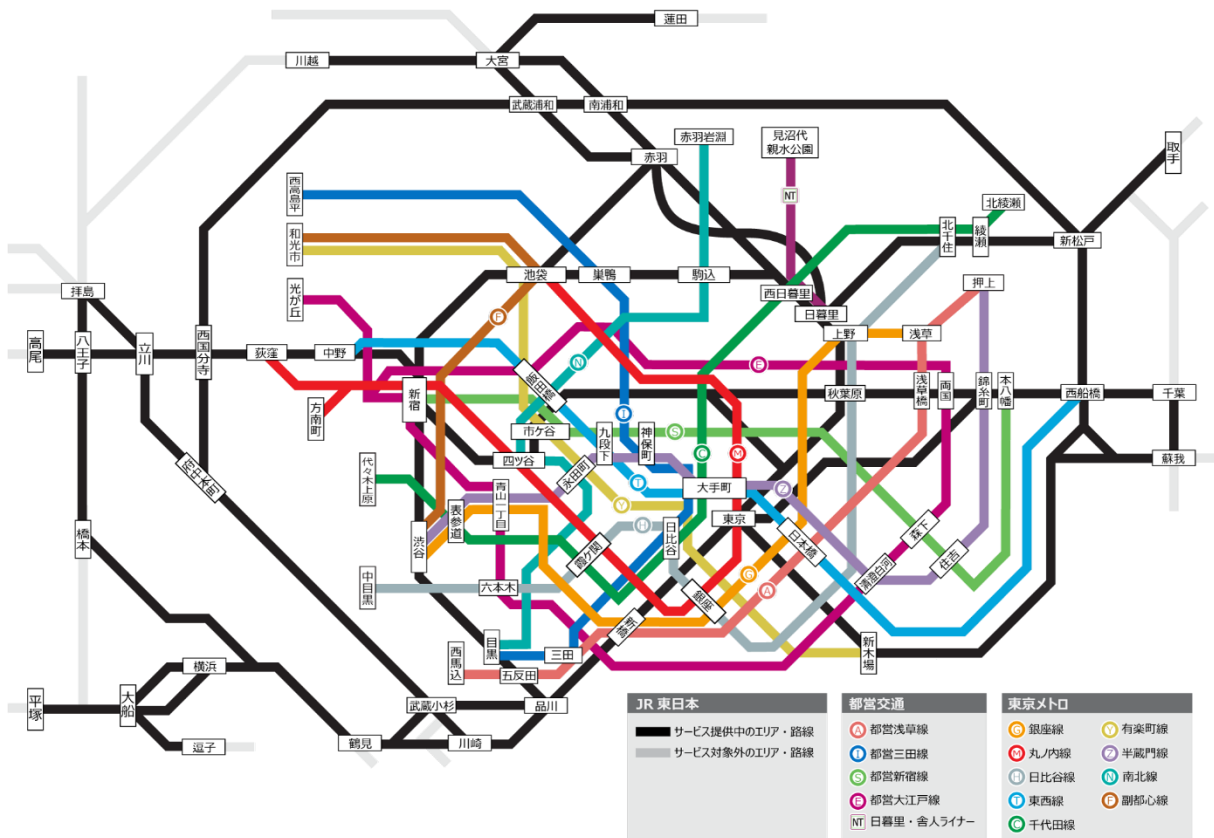 蓮田
川越
大宮
武蔵浦和
南浦和
赤羽岩淵
見沼代
親水公園
赤羽
取手
西高島平
NT
北綾瀬
和光市
北千住
綾瀬
新松戸
池袋
巣鴨
駒込
押上
光が丘
西日暮里
拝島
日暮里
F
上野
浅草
高尾
八王子
立川
西国分寺
荻窪
中野
N
E
飯田橋
新宿
秋葉原
浅草橋
両国
錦糸町
本八幡
西船橋
千葉
方南町
I
市ケ谷
九段下
神保町
S
C
M
四ツ谷
蘇我
代々木上原
永田町
T
大手町
Z
府中本町
青山一丁目
Y
表参道
H
東京
橋本
渋谷
霞ケ関
日比谷
日本橋
森下
住吉
清澄白河
中目黒
六本木
G
A
銀座
新橋
目黒
三田
新木場
西馬込
五反田
横浜
平塚
大船
武蔵小杉
品川
逗子
鶴見
川崎
JR 東日本
サービス提供中のエリア・路線
サービス対象外のエリア・路線
都営交通
A 都営浅草線
I 都営三田線
S 都営新宿線
E 都営大江戸線
NT 日暮里・舎人ライナー
東京メトロ
G 銀座線
M 丸ノ内線
H 日比谷線
T 東西線
C 千代田線
Y 有楽町線
Z 半蔵門線
N 南北線
F 副都心線